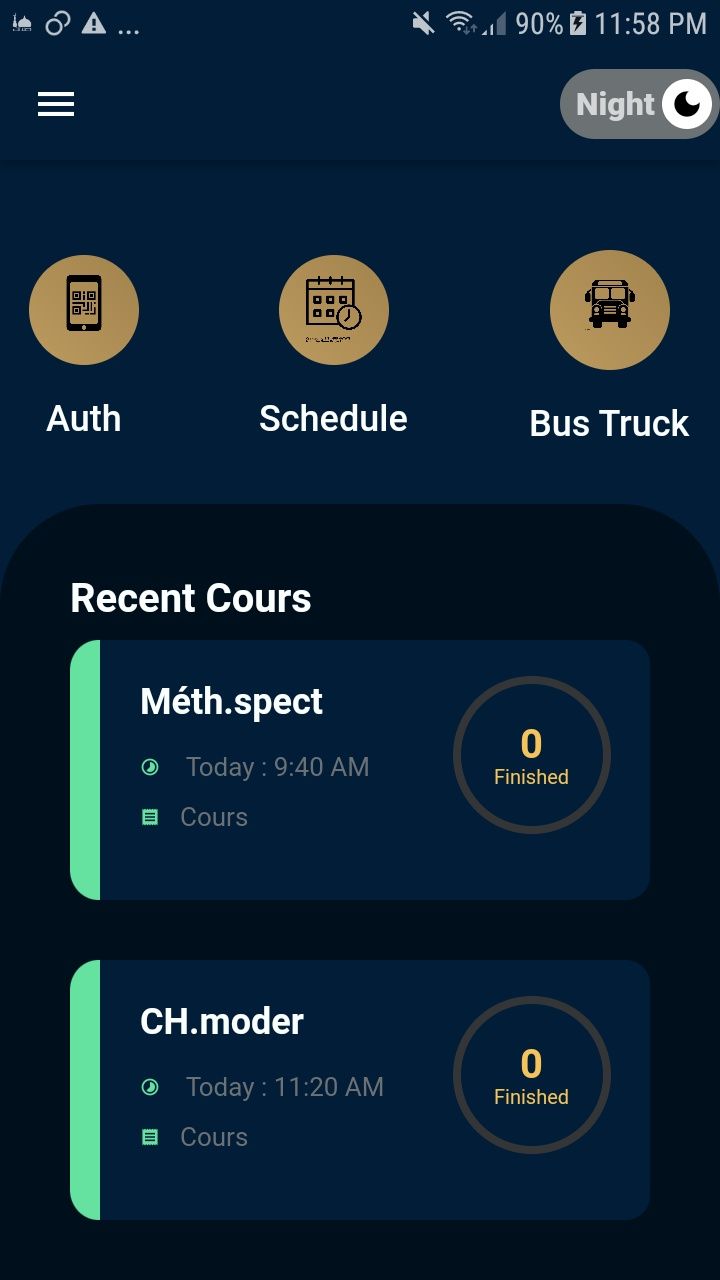 ... 90% 11:58 PM
Night
Auth
Schedule
Bus Truck
Recent Cours
Méth.spect
Today : 9:40 AM
Cours
0
Finished
CH.moder
Today : 11:20 AM
Cours
0
Finished